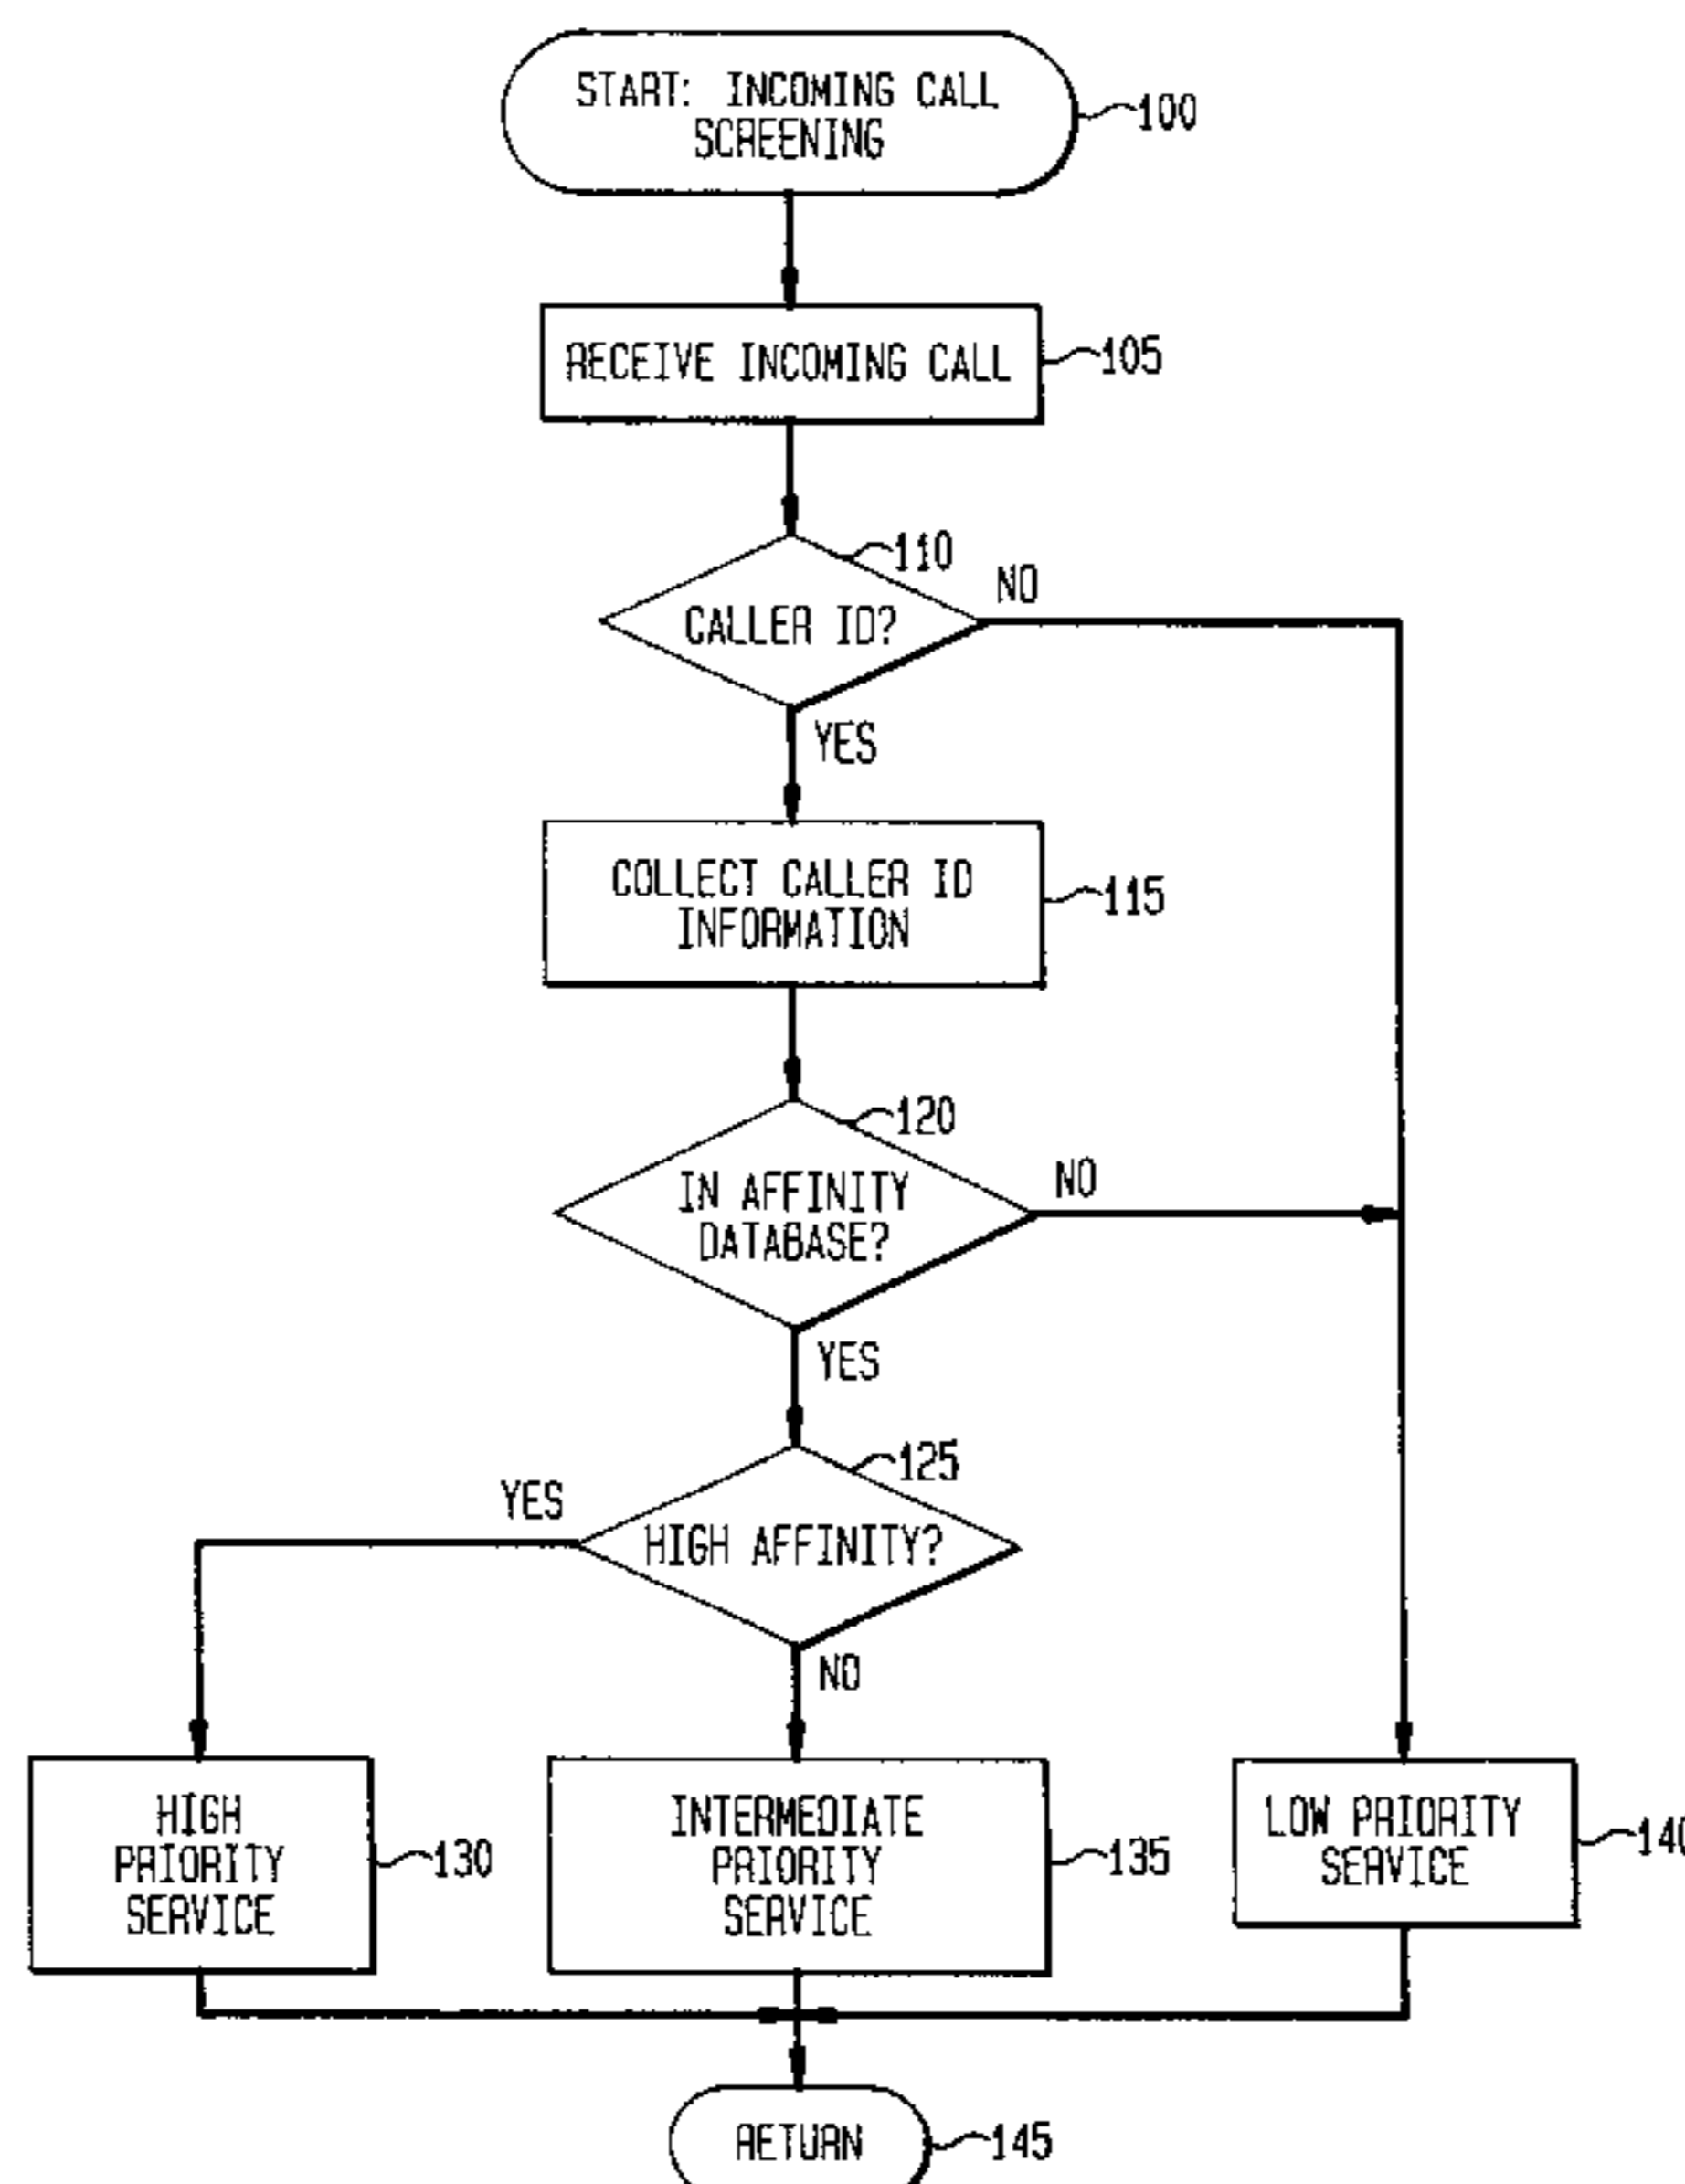 START: INCOMING CALL
SCREENING
100
RECEIVE INCOMING CALL
105
110
CALLER ID?
NO
YES
COLLECT CALLER ID
INFORMATION
115
120
IN AFFINITY
DATABASE?
NO
YES
125
YES
HIGH AFFINITY?
NO
HIGH
PRIORITY
SERVICE
130
INTERMEDIATE
PRIORITY
SERVICE
135
LOW PRIORITY
SERVICE
140
RETURN
145